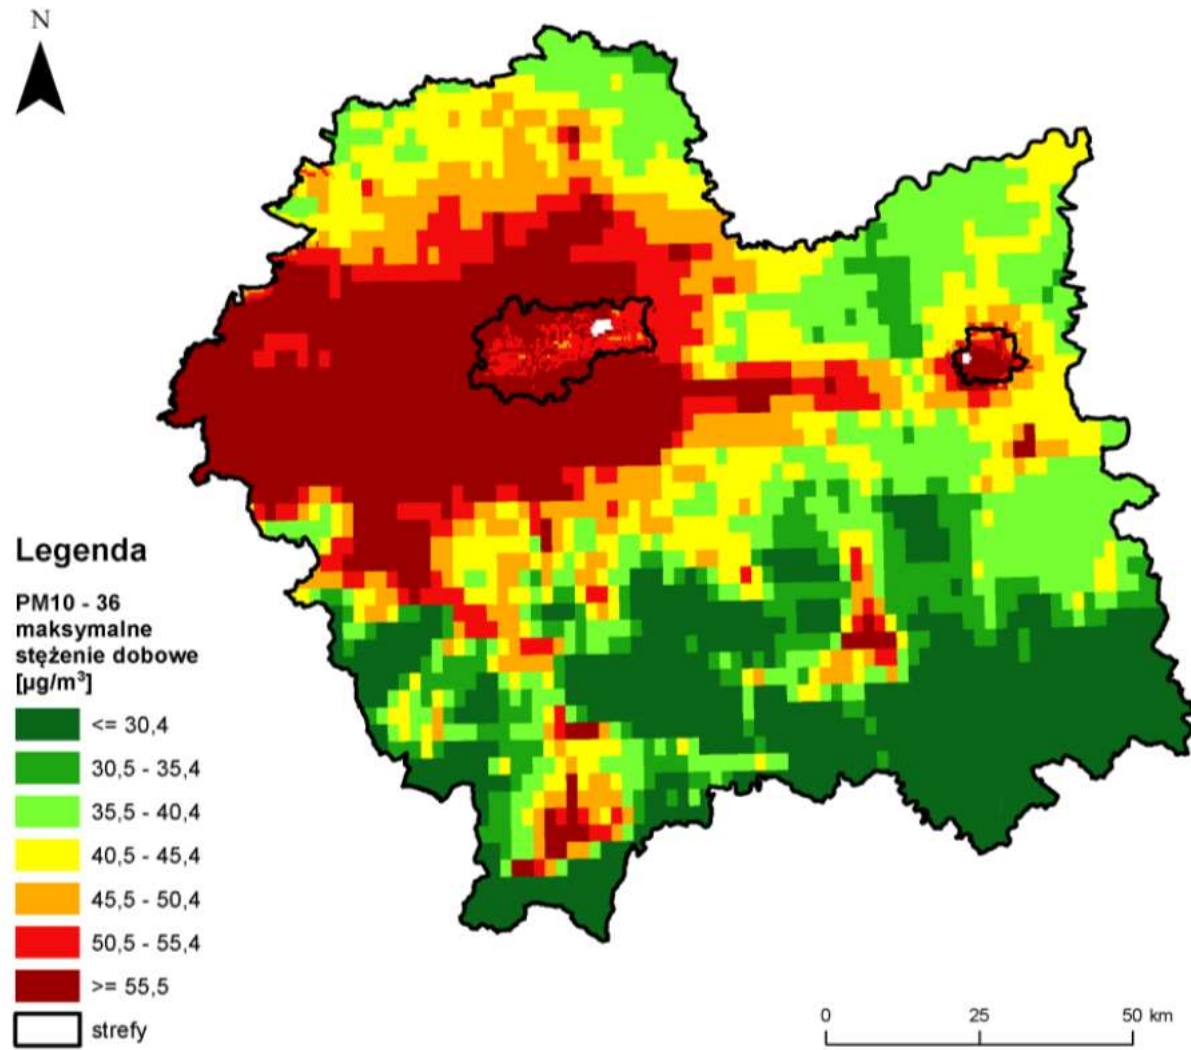 N
Legenda
PM10 - 36
maksymalne
stężenie dobowe
[µg/m³]
<= 30,4
30,5 - 35,4
35,5 - 40,4
40,5 - 45,4
45,5 - 50,4
50,5 - 55,4
>= 55,5
strefy
0 25 50 km